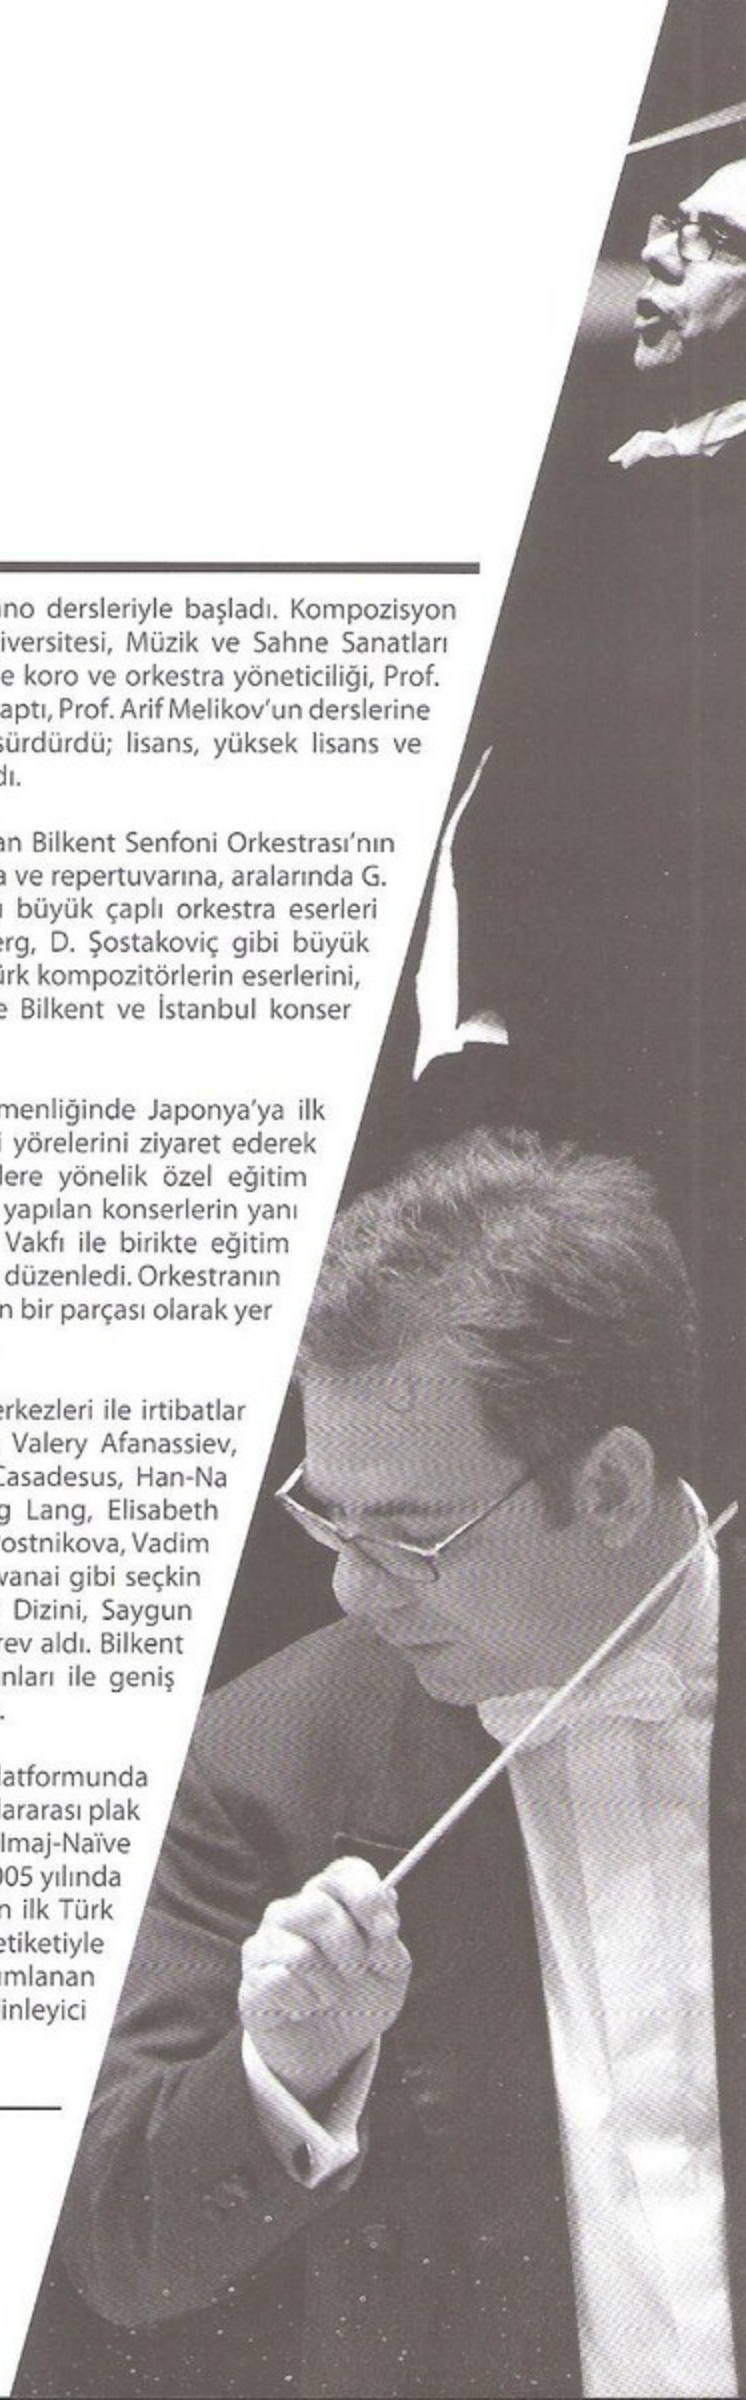 ano dersleriyle başladı. Kompozisyon
iversitesi, Müzik ve Sahne Sanatları
e koro ve orkestra yöneticiliği, Prof.
aptı, Prof. Arif Melikov'un derslerine
sürdürdü; lisans, yüksek lisans ve
dı.
an Bilkent Senfoni Orkestrası'nın
a ve repertuvarına, aralarında G.
ı büyük çaplı orkestra eserleri
erg, D. Şostakoviç gibi büyük
ürk kompozitörlerin eserlerini,
e Bilkent ve İstanbul konser
menliğinde Japonya'ya ilk
i yörelerini ziyaret ederek
lere yönelik özel eğitim
yapılan konserlerin yanı
Vakfı ile birikte eğitim
düzenledi. Orkestranın
n bir parçası olarak yer
erkezleri ile irtibatlar
Valery Afanassiev,
Casadesus, Han-Na
g Lang, Elisabeth
Postnikova, Vadim
wanai gibi seçkin
Dizini, Saygun
rev aldı. Bilkent
nları ile geniş
.
latformunda
lararası plak
lmaj-Naïve
005 yılında
n ilk Türk
etiketiyle
ımlanan
inleyici